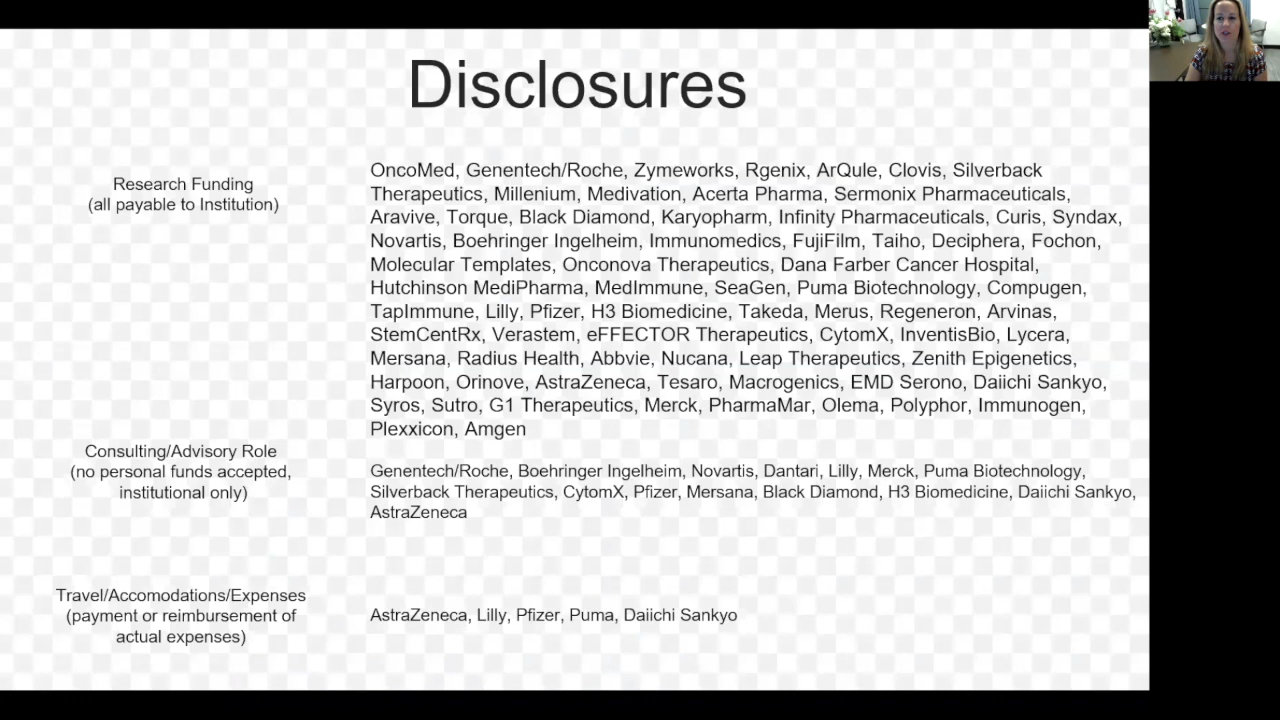 Disclosures
Research Funding
(all payable to Institution)
OncoMed, Genentech/Roche, Zymeworks, Rgenix, ArQule, Clovis, Silverback
Therapeutics, Millenium, Medivation, Acerta Pharma, Sermonix Pharmaceuticals,
Aravive, Torque, Black Diamond, Karyopharm, Infinity Pharmaceuticals, Curis, Syndax,
Novartis, Boehringer Ingelheim, Immunomedics, FujiFilm, Taiho, Deciphera, Fochon,
Molecular Templates, Onconova Therapeutics, Dana Farber Cancer Hospital,
Hutchinson MediPharma, MedImmune, SeaGen, Puma Biotechnology, Compugen,
TapImmune, Lilly, Pfizer, H3 Biomedicine, Takeda, Merus, Regeneron, Arvinas,
StemCentRx, Verastem, eFFECTOR Therapeutics, CytomX, InventisBio, Lycera,
Mersana, Radius Health, Abbvie, Nucana, Leap Therapeutics, Zenith Epigenetics,
Harpoon, Orinove, AstraZeneca, Tesaro, Macrogenics, EMD Serono, Daiichi Sankyo,
Syros, Sutro, G1 Therapeutics, Merck, PharmaMar, Olema, Polyphor, Immunogen,
Plexxicon, Amgen
Consulting/Advisory Role
(no personal funds accepted,
institutional only)
Genentech/Roche, Boehringer Ingelheim, Novartis, Dantari, Lilly, Merck, Puma Biotechnology,
Silverback Therapeutics, CytomX, Pfizer, Mersana, Black Diamond, H3 Biomedicine, Daiichi Sankyo,
AstraZeneca
Travel/Accomodations/Expenses
(payment or reimbursement of
actual expenses)
AstraZeneca, Lilly, Pfizer, Puma, Daiichi Sankyo